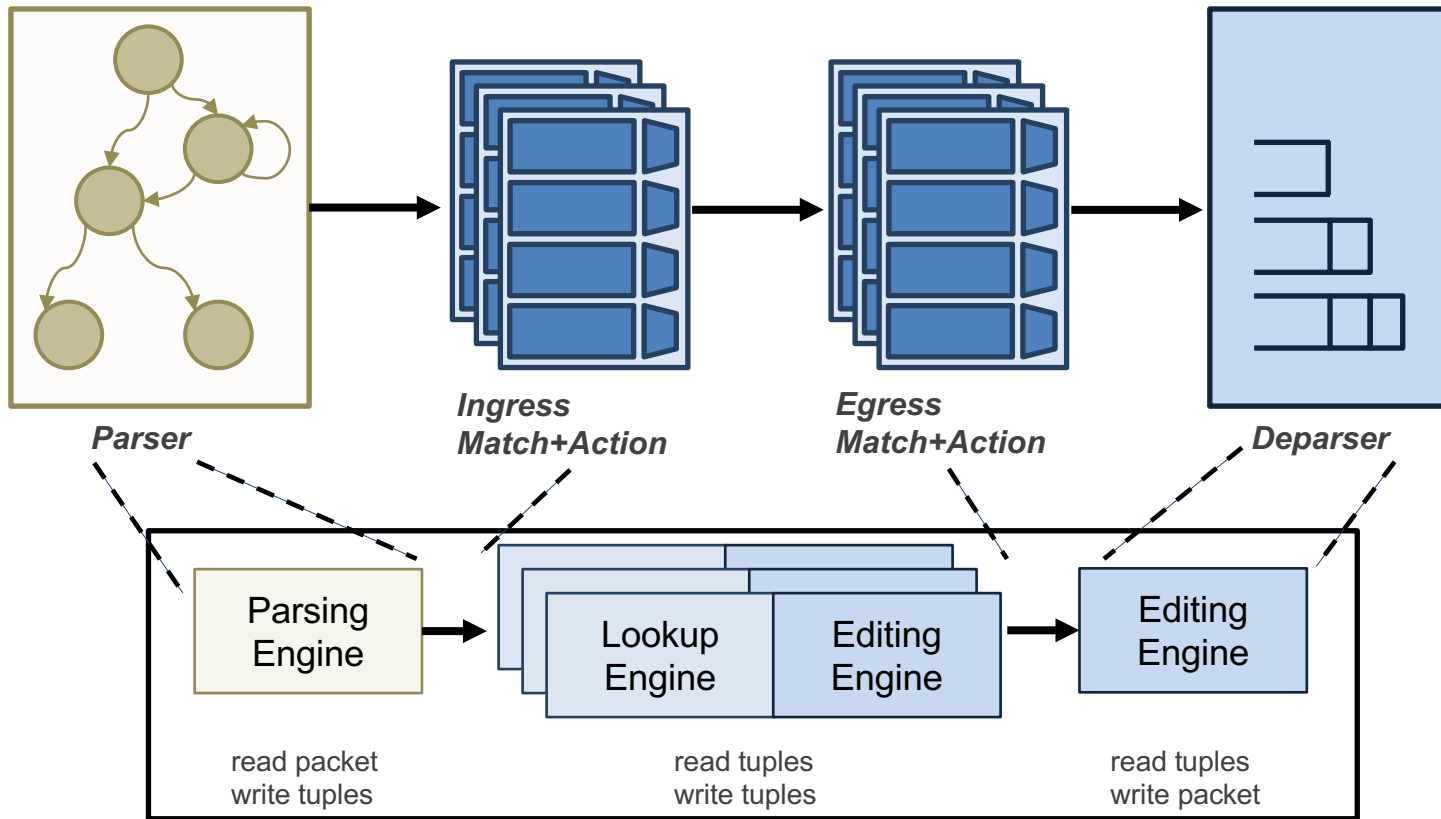 Parser
Ingress
Match+Action
Egress
Match+Action
Deparser
Parsing
Engine
Lookup
Engine
Editing
Engine
Editing
Engine
read packet
write tuples
read tuples
write tuples
read tuples
write packet